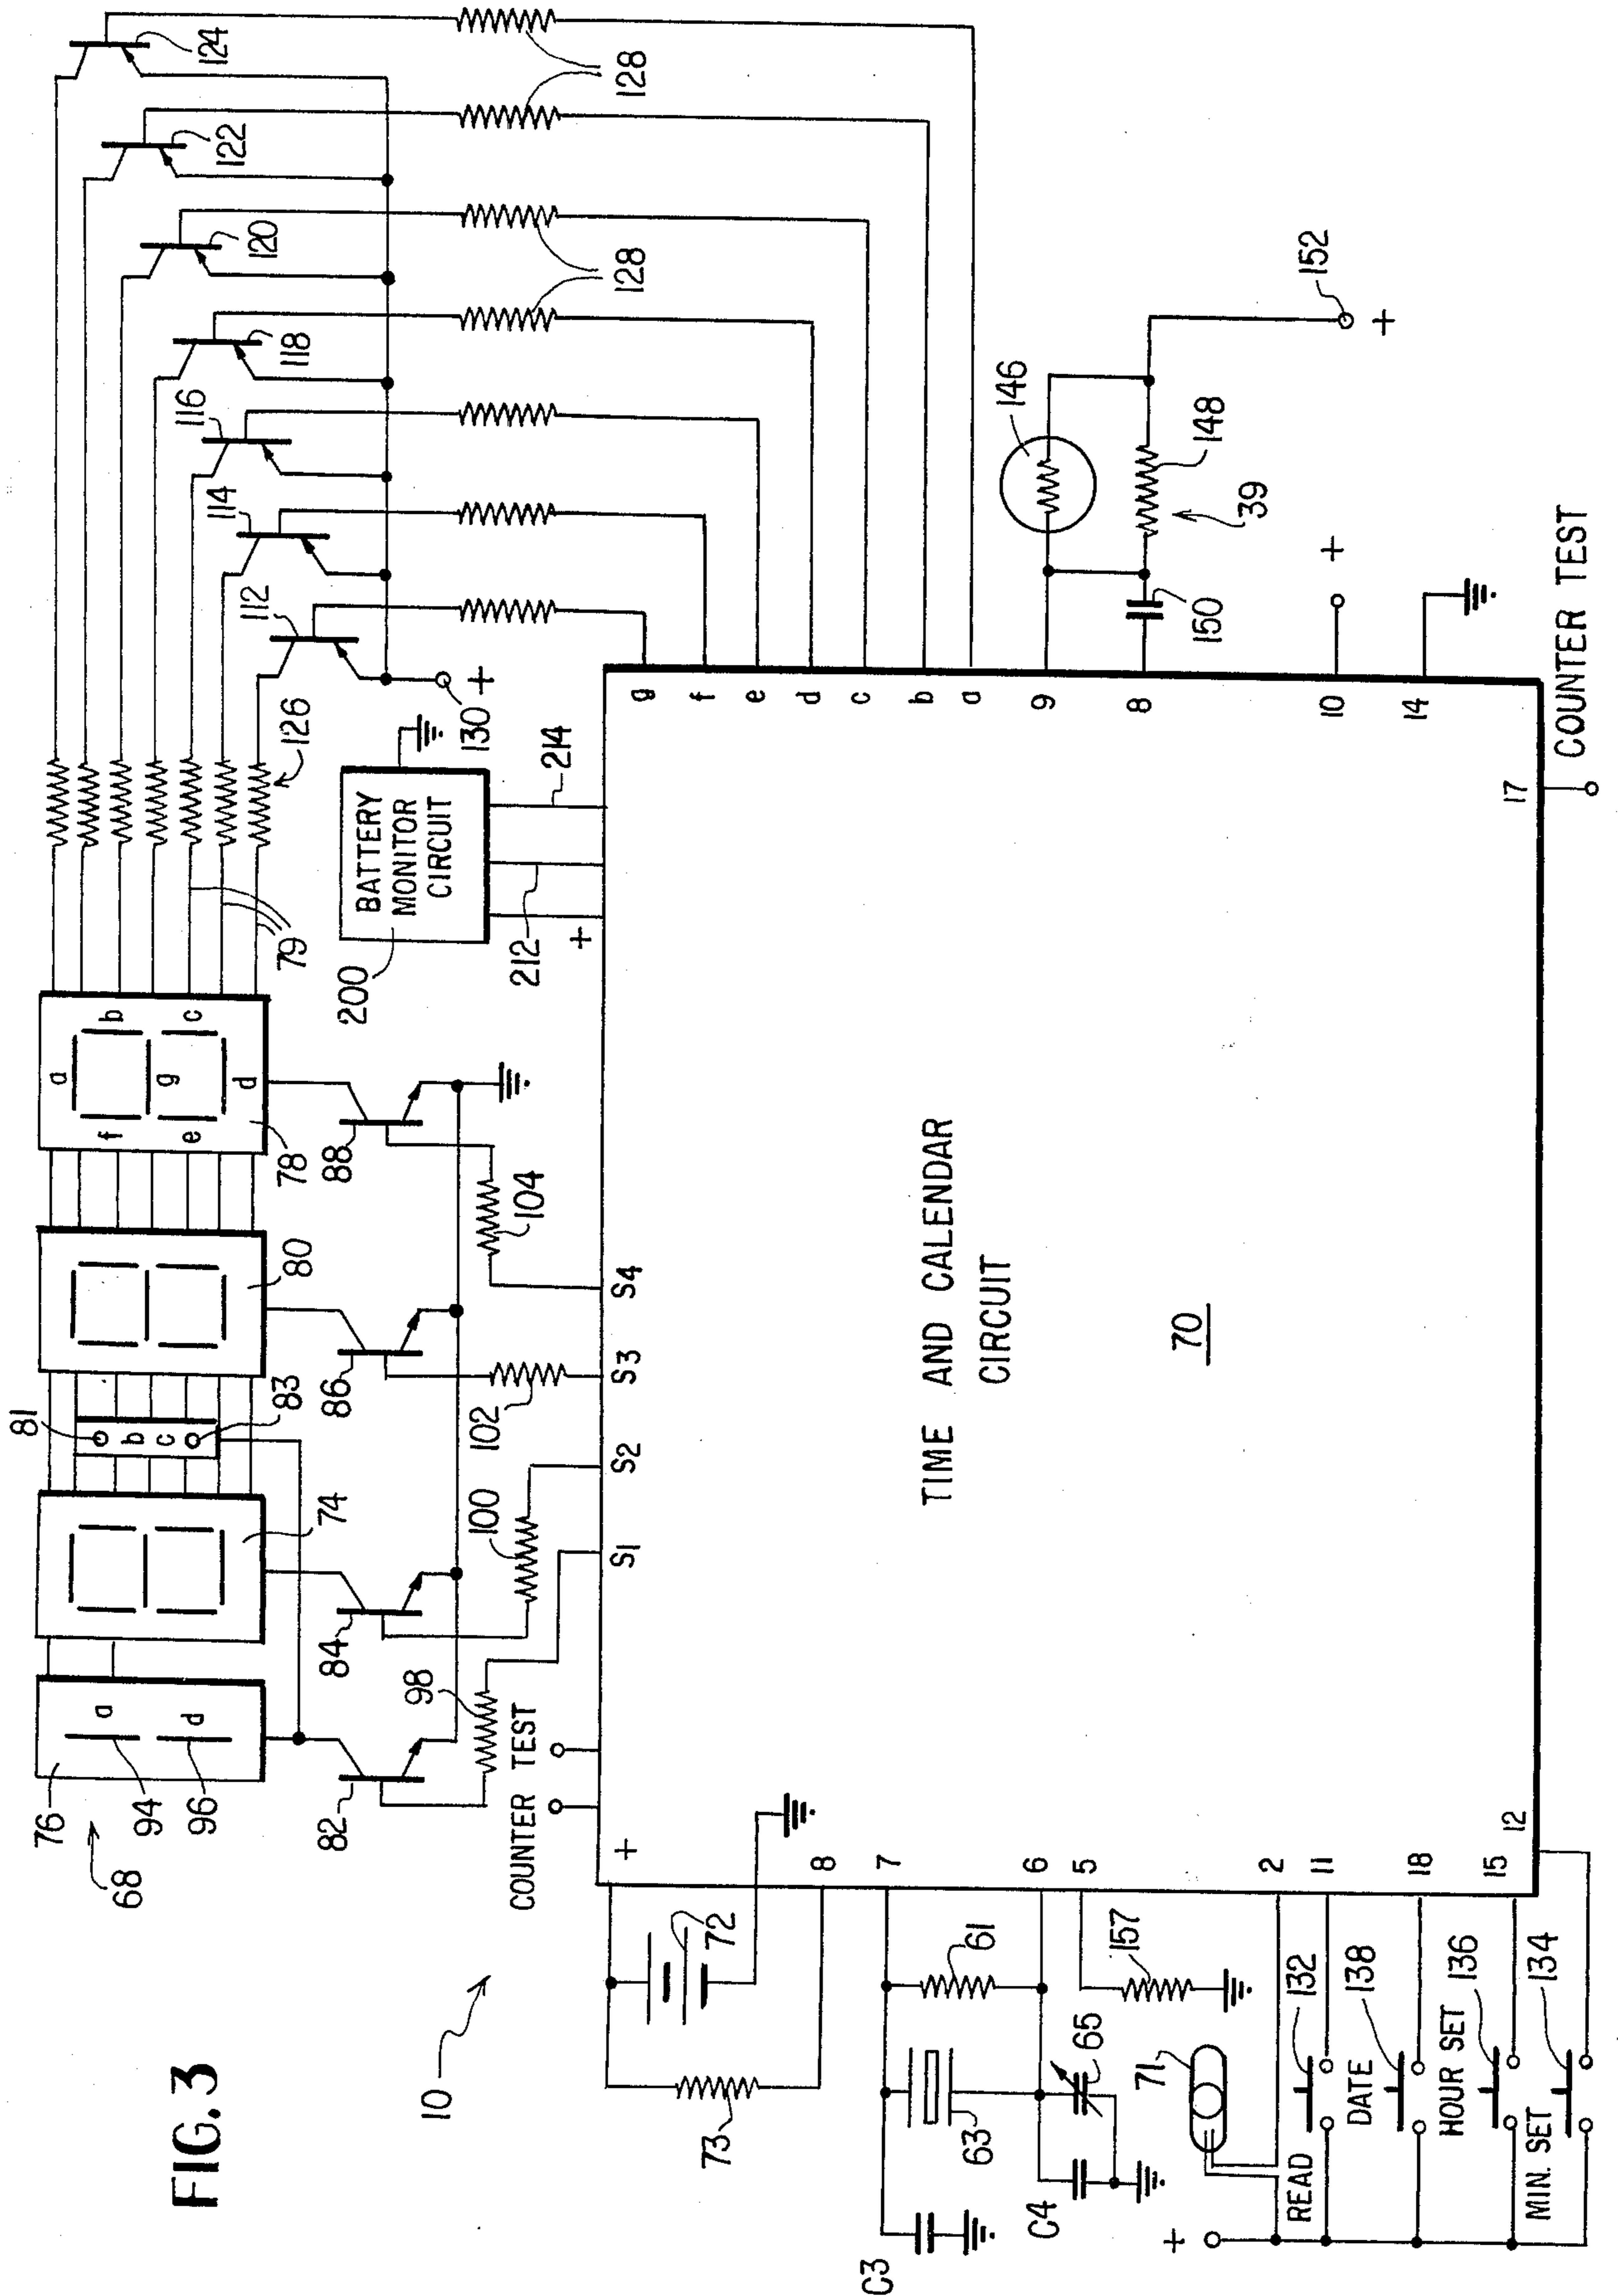 FIG. 3
10
68
76
94
96
a
d
74
81
83
b
c
80
78
a
b
c
d
e
f
g
79
126
112
114
116
118
120
122
124
128
128
130
+
82
84
86
88
98
100
102
104
200
BATTERY
MONITOR
CIRCUIT
212
214
+
COUNTER TEST
S1
S2
S3
S4
+
8
7
6
5
2
11
18
15
12
g
f
e
d
c
b
a
9
8
10
14
17
TIME AND CALENDAR
CIRCUIT
70
72
73
61
63
65
C3
C4
157
71
+
READ
132
DATE
138
HOUR SET
136
MIN. SET
134
146
148
39
150
152
+
+
COUNTER TEST